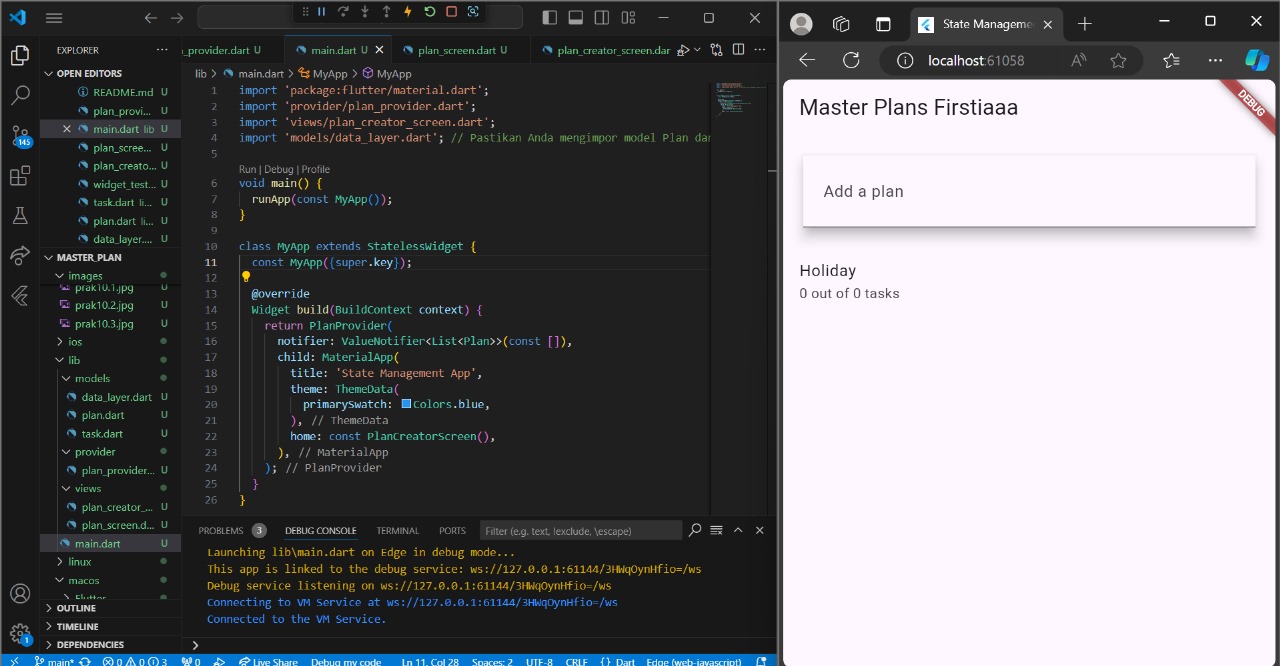 EXPLORER
OPEN EDITORS
README.md U
plan_provi... U
main.dart lib U
plan_scree... U
plan_creato... U
widget_test... U
task.dart li... U
plan.dart li... U
data_layer.... U
MASTER_PLAN
images
prak10.1.jpg U
prak10.2.jpg U
prak10.3.jpg U
ios
lib
models
data_layer.dart U
plan.dart U
task.dart U
provider
plan_provider... U
views
plan_creator_... U
plan_screen.d... U
main.dart U
linux
macos
Flutter
OUTLINE
TIMELINE
DEPENDENCIES
145
1
_provider.dart U
main.dart U
plan_screen.dart U
plan_creator_screen.dar
lib > main.dart > MyApp > MyApp
1 import 'package:flutter/material.dart';
2 import 'provider/plan_provider.dart';
3 import 'views/plan_creator_screen.dart';
4 import 'models/data_layer.dart'; // Pastikan Anda mengimpor model Plan dar
5
Run | Debug | Profile
6 void main() {
7 runApp(const MyApp());
8 }
9
10 class MyApp extends StatelessWidget {
11 const MyApp({super.key});
12
13 @override
14 Widget build(BuildContext context) {
15 return PlanProvider(
16 notifier: ValueNotifier<List<Plan>>(const []),
17 child: MaterialApp(
18 title: 'State Management App',
19 theme: ThemeData(
20 primarySwatch: Colors.blue,
21 ), // ThemeData
22 home: const PlanCreatorScreen(),
23 ), // MaterialApp
24 ); // PlanProvider
25 }
26 }
PROBLEMS 3 DEBUG CONSOLE TERMINAL PORTS Filter (e.g. text, !exclude, \escape)
Launching lib\main.dart on Edge in debug mode...
This app is linked to the debug service: ws://127.0.0.1:61144/3HWqOynHfio=/ws
Debug service listening on ws://127.0.0.1:61144/3HWqOynHfio=/ws
Connecting to VM Service at ws://127.0.0.1:61144/3HWqOynHfio=/ws
Connected to the VM Service.
main* 0 0 3 0 Live Share Debug my code Ln 11, Col 28 Spaces: 2 UTF-8 CRLF {} Dart Edge (web-javascript)
State Manageme
localhost:61058
DEBUG
Master Plans Firstiaaa
Add a plan
Holiday
0 out of 0 tasks